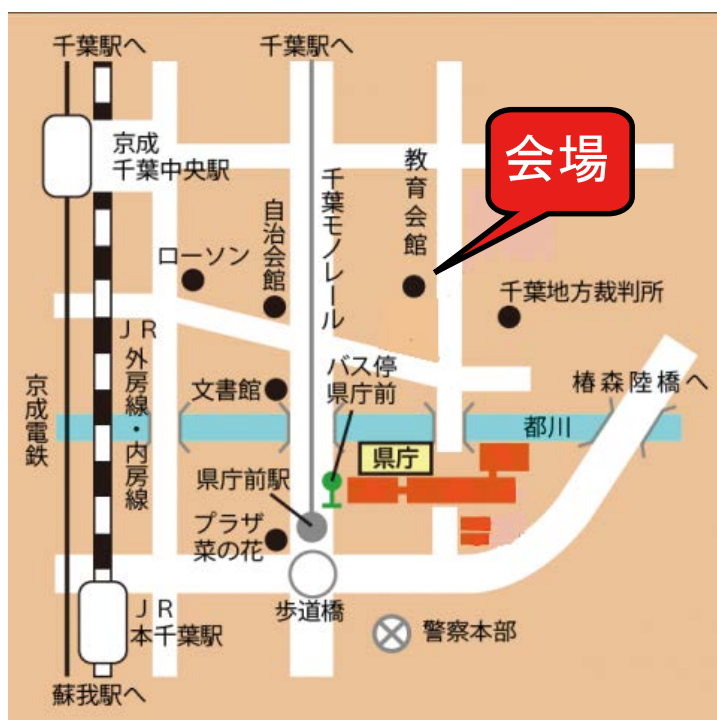 千葉駅へ
千葉駅へ
会場
京成
千葉中央駅
教育会館
千葉モノレール
自治会館
ローソン
千葉地方裁判所
JR
外房線・内房線
京成電鉄
バス停
県庁前
文書館
椿森陸橋へ
都川
県庁
県庁前駅
プラザ
菜の花
歩道橋
JR
本千葉駅
警察本部
蘇我駅へ